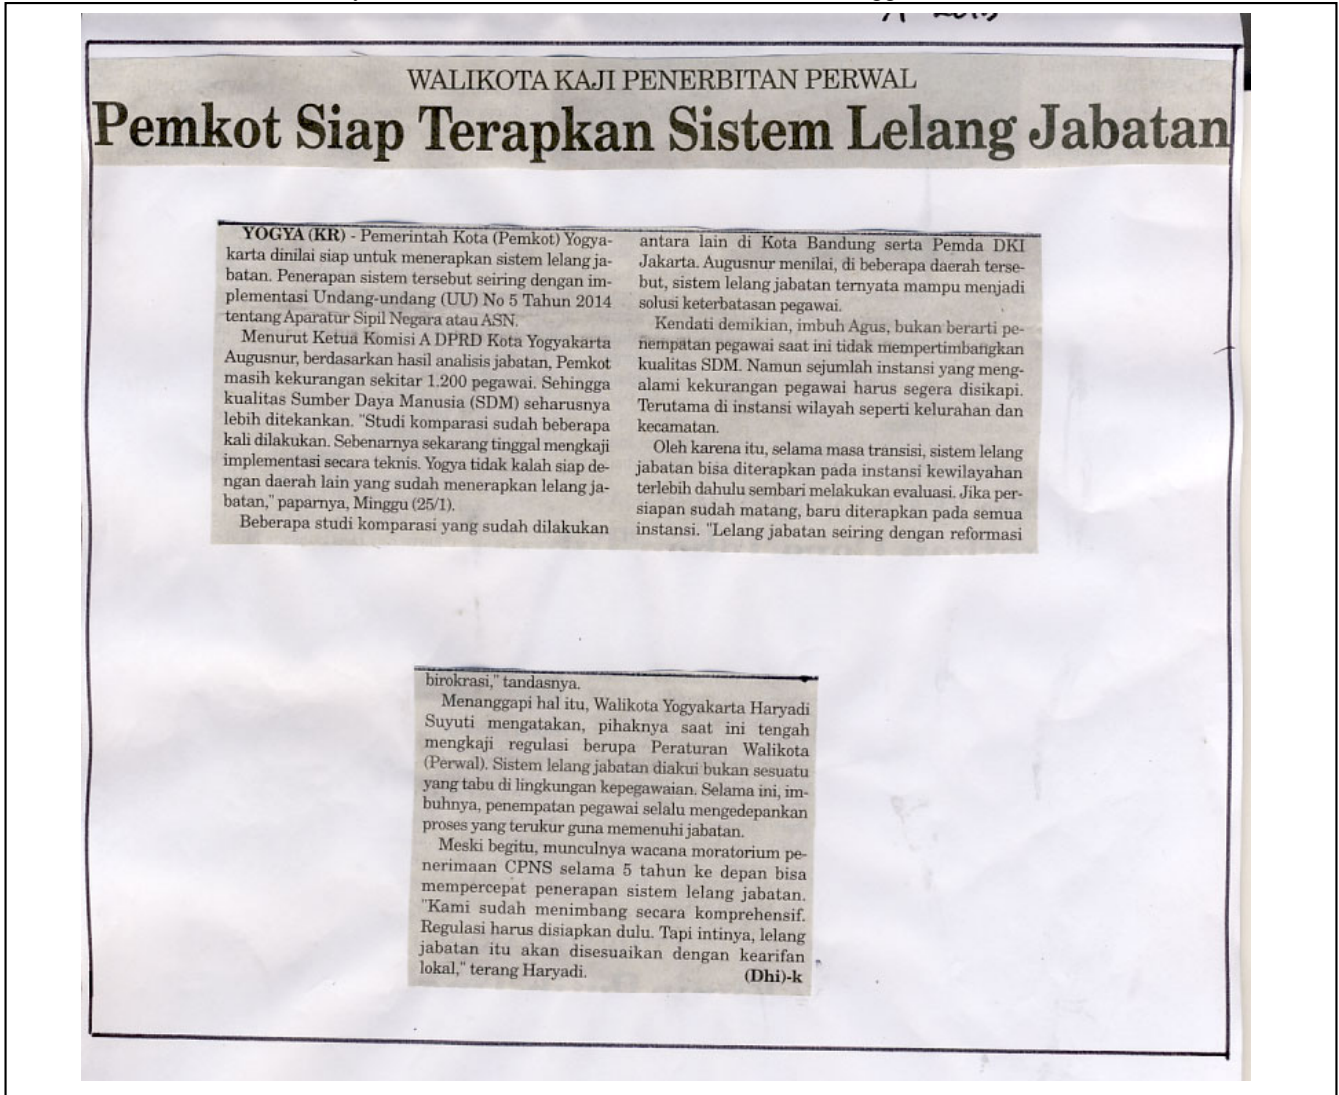 WALIKOTA KAJI PENERBITAN PERWAL
Pemkot Siap Terapkan Sistem Lelang Jabatan
YOGYA (KR) - Pemerintah Kota (Pemkot) Yogya-
karta dinilai siap untuk menerapkan sistem lelang ja-
batan. Penerapan sistem tersebut seiring dengan im-
plementasi Undang-undang (UU) No 5 Tahun 2014
tentang Aparatur Sipil Negara atau ASN.
Menurut Ketua Komisi A DPRD Kota Yogyakarta
Augusnur, berdasarkan hasil analisis jabatan, Pemkot
masih kekurangan sekitar 1.200 pegawai. Sehingga
kualitas Sumber Daya Manusia (SDM) seharusnya
lebih ditekankan. "Studi komparasi sudah beberapa
kali dilakukan. Sebenarnya sekarang tinggal mengkaji
implementasi secara teknis. Yogya tidak kalah siap de-
ngan daerah lain yang sudah menerapkan lelang ja-
batan," paparnya, Minggu (25/1).
Beberapa studi komparasi yang sudah dilakukan
antara lain di Kota Bandung serta Pemda DKI
Jakarta. Augusnur menilai, di beberapa daerah terse-
but, sistem lelang jabatan ternyata mampu menjadi
solusi keterbatasan pegawai.
Kendati demikian, imbuh Agus, bukan berarti pe-
nempatan pegawai saat ini tidak mempertimbangkan
kualitas SDM. Namun sejumlah instansi yang meng-
alami kekurangan pegawai harus segera disikapi.
Terutama di instansi wilayah seperti kelurahan dan
kecamatan.
Oleh karena itu, selama masa transisi, sistem lelang
jabatan bisa diterapkan pada instansi kewilayahan
terlebih dahulu sembari melakukan evaluasi. Jika per-
siapan sudah matang, baru diterapkan pada semua
instansi. "Lelang jabatan seiring dengan reformasi
birokrasi," tandasnya.
Menanggapi hal itu, Walikota Yogyakarta Haryadi
Suyuti mengatakan, pihaknya saat ini tengah
mengkaji regulasi berupa Peraturan Walikota
(Perwal). Sistem lelang jabatan diakui bukan sesuatu
yang tabu di lingkungan kepegawaian. Selama ini, im-
buhnya, penempatan pegawai selalu mengedepankan
proses yang terukur guna memenuhi jabatan.
Meski begitu, munculnya wacana moratorium pe-
nerimaan CPNS selama 5 tahun ke depan bisa
mempercepat penerapan sistem lelang jabatan.
"Kami sudah menimbang secara komprehensif.
Regulasi harus disiapkan dulu. Tapi intinya, lelang
jabatan itu akan disesuaikan dengan kearifan
lokal," terang Haryadi. (Dhi)-k